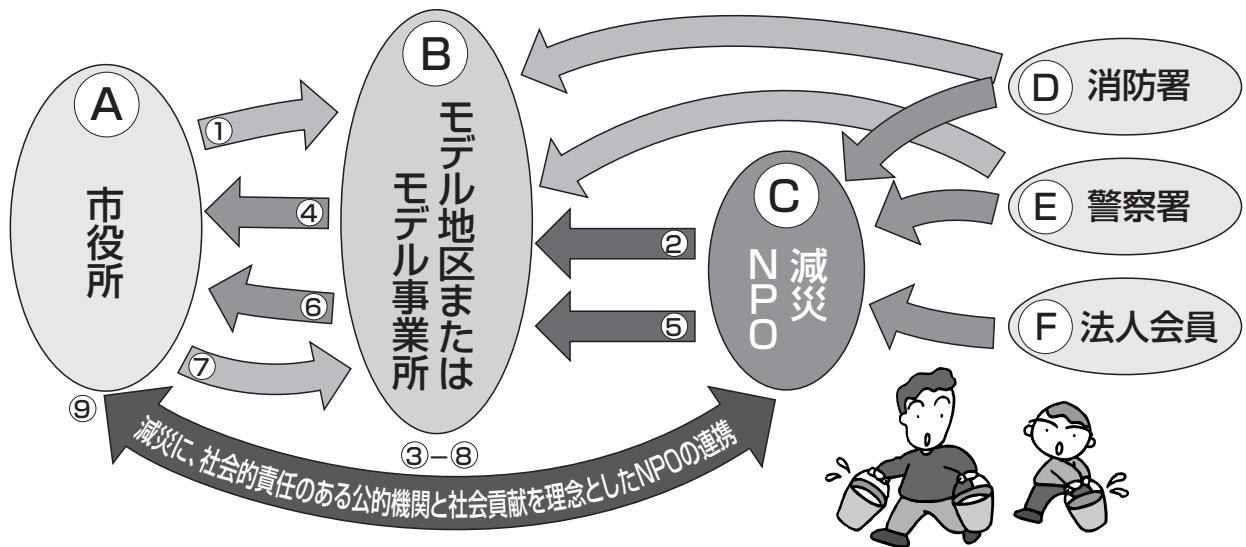 A
市役所
①
④
⑥
⑦
⑨
B
モデル地区または
モデル事業所
③－⑧
②
⑤
C
減災
NPO
D 消防署
E 警察署
F 法人会員
減災に、社会的責任のある公的機関と社会貢献を理念としたNPOの連携